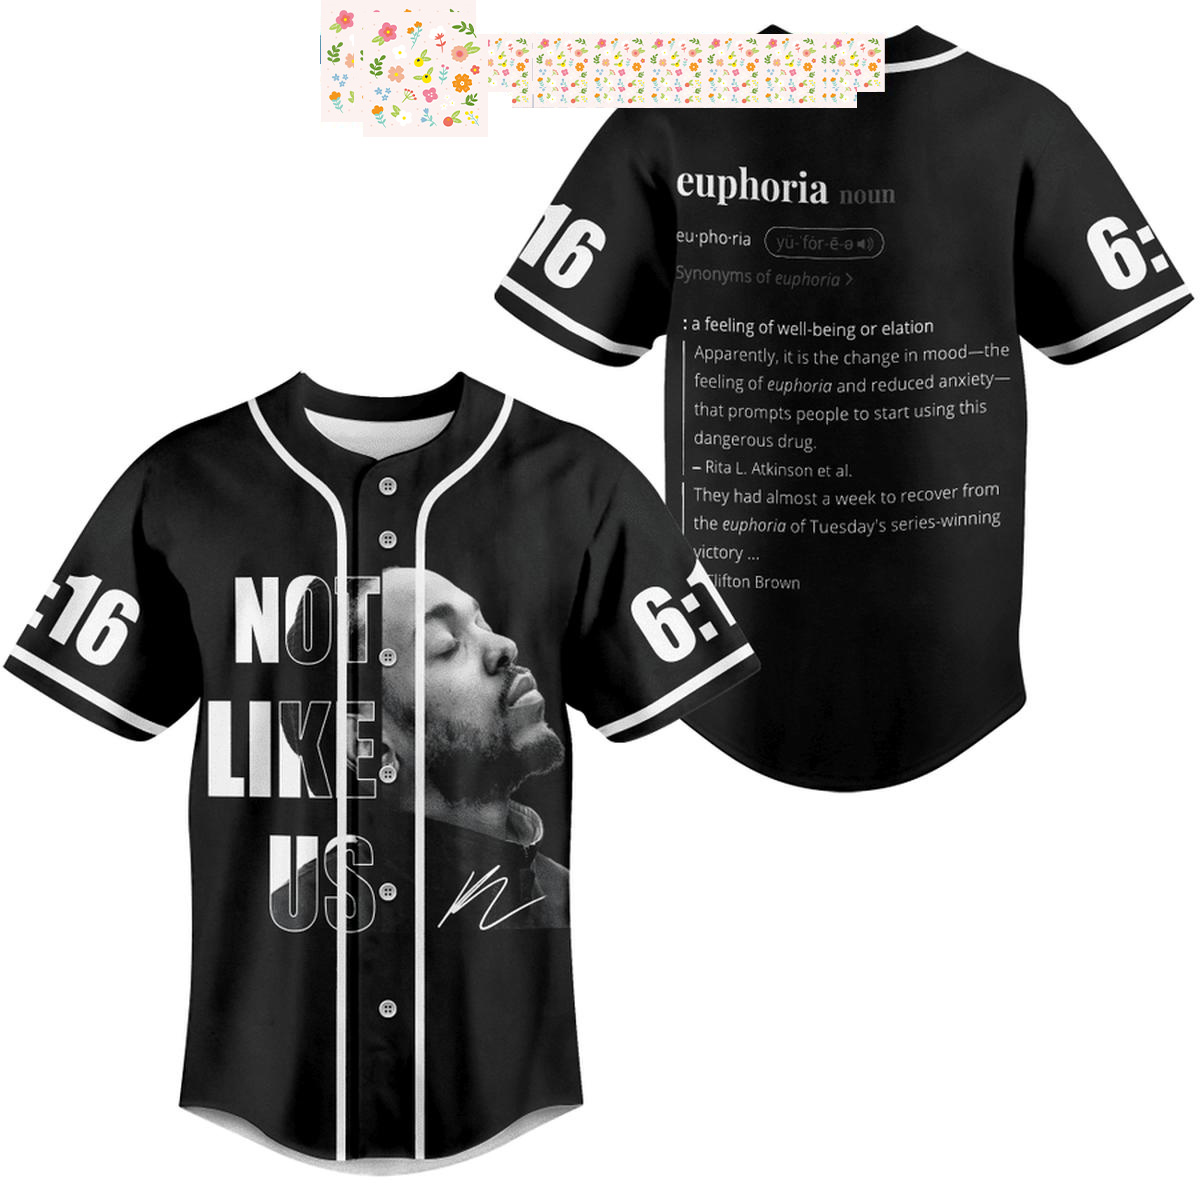 euphoria noun
eu·pho·ria yü-ˈfȯr-ē-ə
Synonyms of euphoria >
: a feeling of well-being or elation
Apparently, it is the change in mood—the
feeling of euphoria and reduced anxiety—
that prompts people to start using this
dangerous drug.
– Rita L. Atkinson et al.
They had almost a week to recover from
the euphoria of Tuesday's series-winning
victory ...
Clifton Brown
16
6:
NOT
LIKE
US
:16
6:1